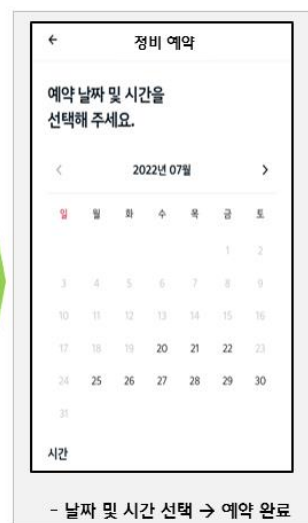 ← 정비 예약
예약 날짜 및 시간을
선택해 주세요.
< 2022년 07월 >
일 월 화 수 목 금 토
1 2
3 4 5 6 7 8 9
10 11 12 13 14 15 16
17 18 19 20 21 22 23
24 25 26 27 28 29 30
31
시간
- 날짜 및 시간 선택 → 예약 완료